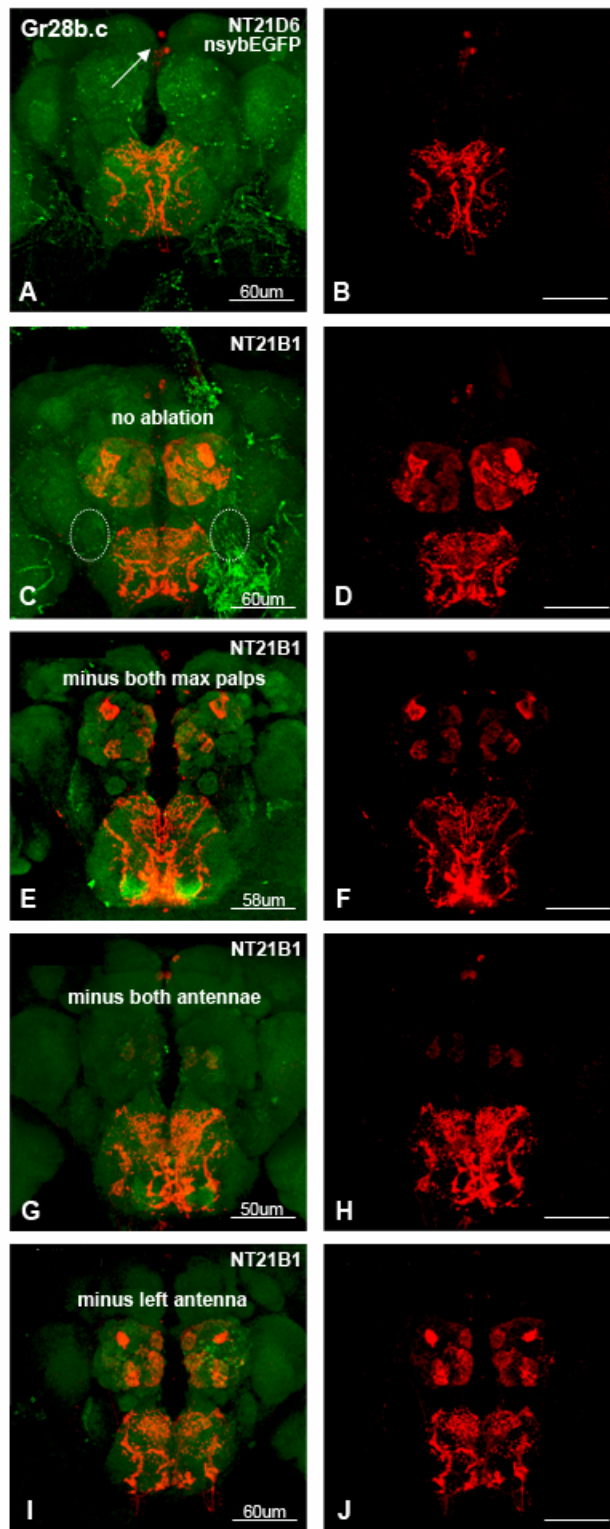 Gr28b.c
NT21D6
nsybEGFP
A
60um
B
NT21B1
no ablation
C
60um
D
NT21B1
minus both max palps
E
58um
F
NT21B1
minus both antennae
G
50um
H
NT21B1
minus left antenna
I
60um
J